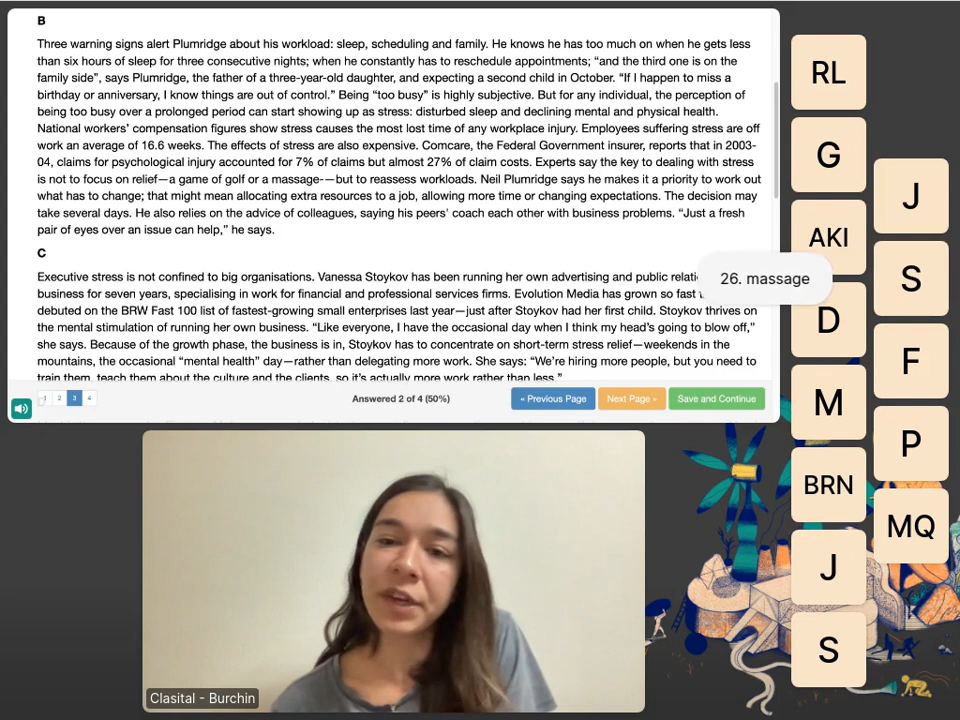 B
Three warning signs alert Plumridge about his workload: sleep, scheduling and family. He knows he has too much on when he gets less
than six hours of sleep for three consecutive nights; when he constantly has to reschedule appointments; “and the third one is on the
family side”, says Plumridge, the father of a three-year-old daughter, and expecting a second child in October. “If I happen to miss a
birthday or anniversary, I know things are out of control.” Being “too busy” is highly subjective. But for any individual, the perception of
being too busy over a prolonged period can start showing up as stress: disturbed sleep and declining mental and physical health.
National workers’ compensation figures show stress causes the most lost time of any workplace injury. Employees suffering stress are off
work an average of 16.6 weeks. The effects of stress are also expensive. Comcare, the Federal Government insurer, reports that in 2003-
04, claims for psychological injury accounted for 7% of claims but almost 27% of claim costs. Experts say the key to dealing with stress
is not to focus on relief—a game of golf or a massage-—but to reassess workloads. Neil Plumridge says he makes it a priority to work out
what has to change; that might mean allocating extra resources to a job, allowing more time or changing expectations. The decision may
take several days. He also relies on the advice of colleagues, saying his peers’ coach each other with business problems. “Just a fresh
pair of eyes over an issue can help,” he says.
C
Executive stress is not confined to big organisations. Vanessa Stoykov has been running her own advertising and public
business for seven years, specialising in work for financial and professional services firms. Evolution Media has grown so fast
debuted on the BRW Fast 100 list of fastest-growing small enterprises last year—just after Stoykov had her first child. Stoykov thrives on
the mental stimulation of running her own business. “Like everyone, I have the occasional day when I think my head’s going to blow off,”
she says. Because of the growth phase, the business is in, Stoykov has to concentrate on short-term stress relief—weekends in the
mountains, the occasional “mental health” day—rather than delegating more work. She says: “We’re hiring more people, but you need to
train them, teach them about the culture and the clients, so it’s actually more work rather than less.”
1 2 3 4
Answered 2 of 4 (50%)
« Previous Page
Next Page »
Save and Continue
26. massage
RL
G
AKI
D
M
BRN
J
S
J
S
F
P
MQ
Clasital - Burchin